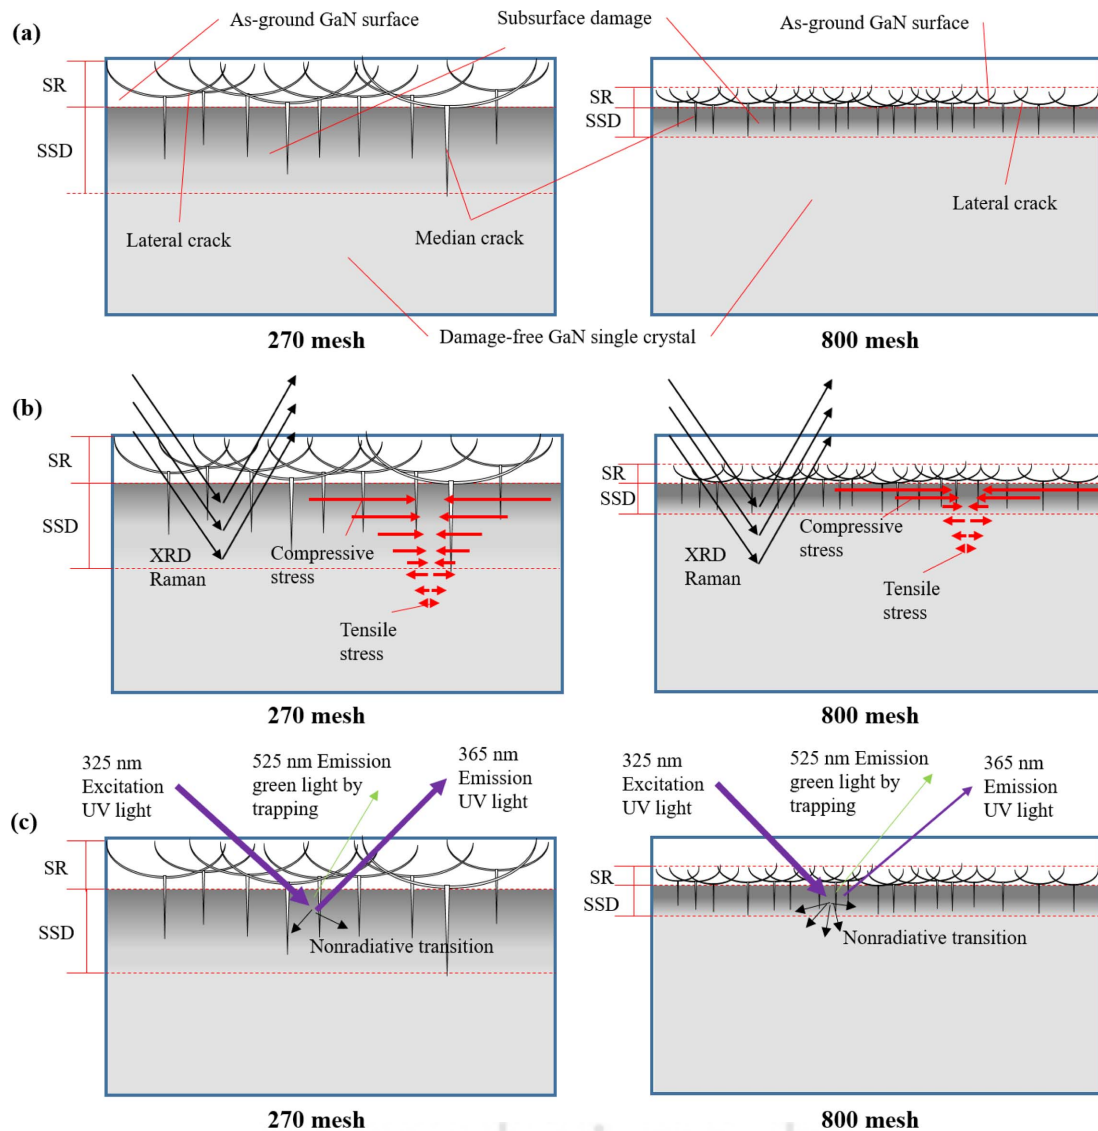 (a)
As-ground GaN surface
Subsurface damage
As-ground GaN surface
SR
SSD
Lateral crack
Median crack
SR
SSD
Lateral crack
270 mesh
Damage-free GaN single crystal
800 mesh
(b)
SR
SSD
XRD
Raman
Compressive
stress
Tensile
stress
270 mesh
SR
SSD
XRD
Raman
Compressive
stress
Tensile
stress
800 mesh
(c)
325 nm
Excitation
UV light
525 nm Emission
green light by
trapping
365 nm
Emission
UV light
SR
SSD
Nonradiative transition
270 mesh
325 nm
Excitation
UV light
525 nm Emission
green light by
trapping
365 nm
Emission
UV light
SR
SSD
Nonradiative transition
800 mesh